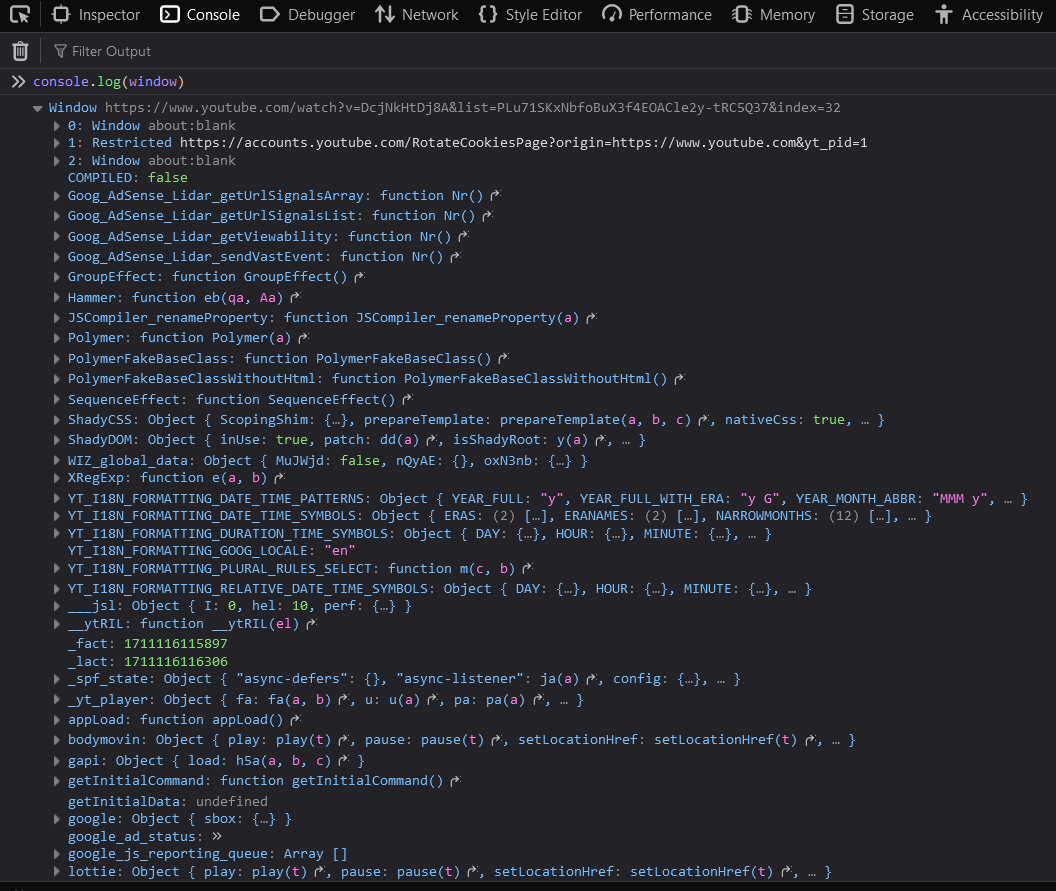 Inspector Console Debugger Network Style Editor Performance Memory Storage Accessibility
Filter Output
console.log(window)
Window https://www.youtube.com/watch?v=DcjNkHtDj8A&list=PLu71SKxNbfoBuX3f4EOACle2y-tRC5Q37&index=32
0: Window about:blank
1: Restricted https://accounts.youtube.com/RotateCookiesPage?origin=https://www.youtube.com&yt_pid=1
2: Window about:blank
COMPILED: false
Goog_AdSense_Lidar_getUrlSignalsArray: function Nr()
Goog_AdSense_Lidar_getUrlSignalsList: function Nr()
Goog_AdSense_Lidar_getViewability: function Nr()
Goog_AdSense_Lidar_sendVastEvent: function Nr()
GroupEffect: function GroupEffect()
Hammer: function eb(qa, Aa)
JSCompiler_renameProperty: function JSCompiler_renameProperty(a)
Polymer: function Polymer(a)
PolymerFakeBaseClass: function PolymerFakeBaseClass()
PolymerFakeBaseClassWithoutHtml: function PolymerFakeBaseClassWithoutHtml()
SequenceEffect: function SequenceEffect()
ShadyCSS: Object { ScopingShim: {…}, prepareTemplate: prepareTemplate(a, b, c), nativeCss: true, … }
ShadyDOM: Object { inUse: true, patch: dd(a), isShadyRoot: y(a), … }
WIZ_global_data: Object { MuJWjd: false, nQyAE: {}, oxN3nb: {…} }
XRegExp: function e(a, b)
YT_I18N_FORMATTING_DATE_TIME_PATTERNS: Object { YEAR_FULL: "y", YEAR_FULL_WITH_ERA: "y G", YEAR_MONTH_ABBR: "MMM y", … }
YT_I18N_FORMATTING_DATE_TIME_SYMBOLS: Object { ERAS: (2) […], ERANAMES: (2) […], NARROWMONTHS: (12) […], … }
YT_I18N_FORMATTING_DURATION_TIME_SYMBOLS: Object { DAY: {…}, HOUR: {…}, MINUTE: {…}, … }
YT_I18N_FORMATTING_GOOG_LOCALE: "en"
YT_I18N_FORMATTING_PLURAL_RULES_SELECT: function m(c, b)
YT_I18N_FORMATTING_RELATIVE_DATE_TIME_SYMBOLS: Object { DAY: {…}, HOUR: {…}, MINUTE: {…}, … }
___jsl: Object { I: 0, hel: 10, perf: {…} }
__ytRIL: function __ytRIL(el)
_fact: 1711116115897
_lact: 1711116116306
_spf_state: Object { "async-defers": {}, "async-listener": ja(a), config: {…}, … }
_yt_player: Object { fa: fa(a, b), u: u(a), pa: pa(a), … }
appLoad: function appLoad()
bodymovin: Object { play: play(t), pause: pause(t), setLocationHref: setLocationHref(t), … }
gapi: Object { load: h5a(a, b, c) }
getInitialCommand: function getInitialCommand()
getInitialData: undefined
google: Object { sbox: {…} }
google_ad_status: »
google_js_reporting_queue: Array []
lottie: Object { play: play(t), pause: pause(t), setLocationHref: setLocationHref(t), … }